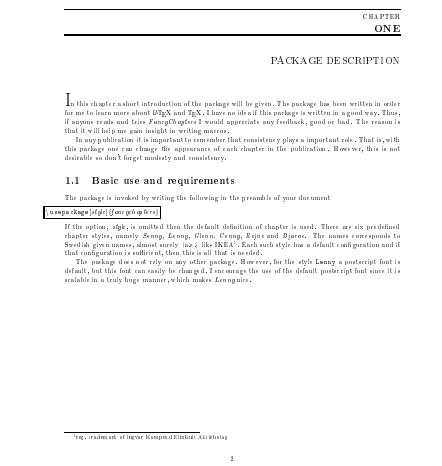 CHAPTER
ONE
PACKAGE DESCRIPTION
In this chapter a short introduction of the package will be given. The package has been written in order
for me to learn more about LaTeX and TeX. I have no idea if this package is written in a good way. Thus,
if anyone reads and tries FancyChapters I would appreciate any feedback, good or bad. The reason is
that it will help me gain insight in writing macros.
In any publication it is important to remember that consistency plays a important role. That is, with
this package one can change the appearance of each chapter in the publication. However, this is not
desirable so don't forget modesty and consistency.
1.1 Basic use and requirements
The package is invoked by writing the following in the preamble of your document
\usepackage[style]{fancychapters}
If the option, style, is omitted then the default definition of chapter is used. There are six predefined
chapter styles, namely Sonny, Lenny, Glenn, Conny, Rejne and Bjarne. The names corresponds to
Swedish given names, almost surely (a.s.) like IKEA1. Each such style has a default configuration and if
that configuration is sufficient, then this is all that is needed.
The package does not rely on any other package. However, for the style Lenny a postscript font is
default, but this font can easily be changed. I encourage the use of the default postscript font since it is
scalable in a truly huge manner, which makes Lenny nice.
1reg. trademark of Ingvar Kamprad Elmhult Aktiebolag
2